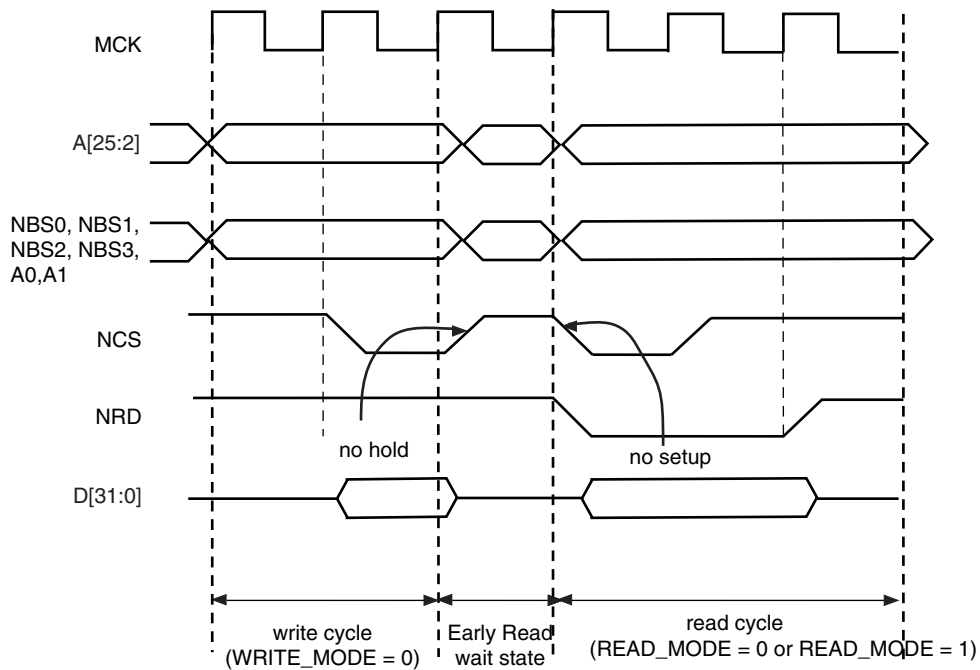 MCK
A[25:2]
NBS0, NBS1,
NBS2, NBS3,
A0,A1
NCS
NRD
no hold
no setup
D[31:0]
write cycle
(WRITE_MODE = 0)
Early Read
wait state
read cycle
(READ_MODE = 0 or READ_MODE = 1)